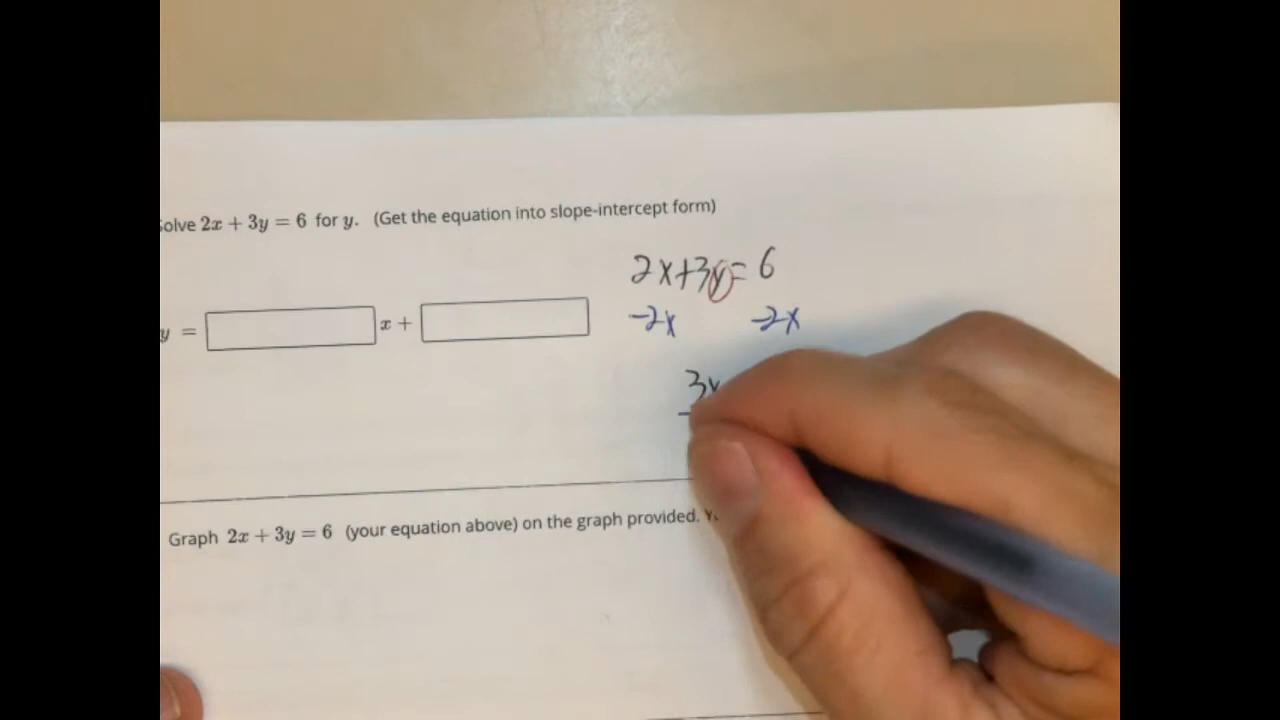 olve 2x + 3y = 6 for y. (Get the equation into slope-intercept form)
2x+3y=6
y = x +
-2x -2x
3y
Graph 2x + 3y = 6 (your equation above) on the graph provided.